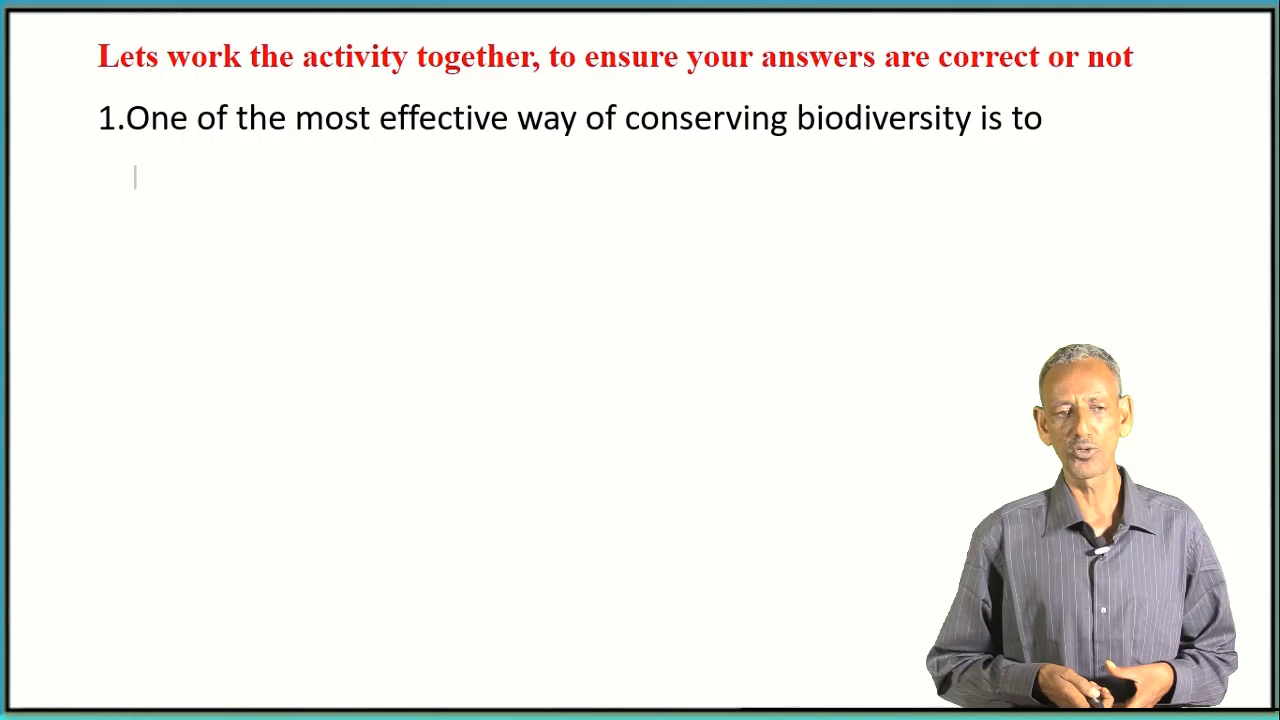 Lets work the activity together, to ensure your answers are correct or not
1.One of the most effective way of conserving biodiversity is to